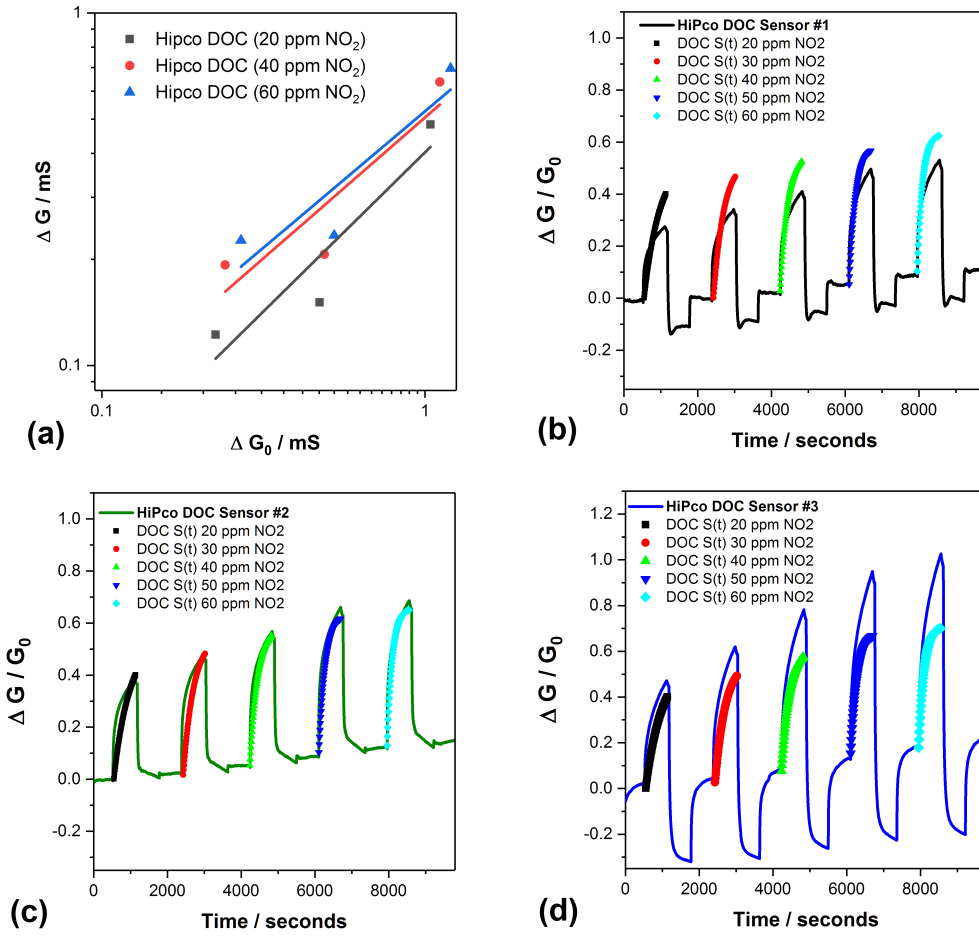 1
Hipco DOC (20 ppm NO₂)
Hipco DOC (40 ppm NO₂)
Hipco DOC (60 ppm NO₂)
Δ G / mS
0.1
0.1
1
Δ G₀ / mS
(a)
HiPco DOC Sensor #1
DOC S(t) 20 ppm NO2
DOC S(t) 30 ppm NO2
DOC S(t) 40 ppm NO2
DOC S(t) 50 ppm NO2
DOC S(t) 60 ppm NO2
Δ G / G₀
1.0
0.8
0.6
0.4
0.2
0.0
-0.2
0
2000
4000
6000
8000
Time / seconds
(b)
HiPco DOC Sensor #2
DOC S(t) 20 ppm NO2
DOC S(t) 30 ppm NO2
DOC S(t) 40 ppm NO2
DOC S(t) 50 ppm NO2
DOC S(t) 60 ppm NO2
Δ G / G₀
1.0
0.8
0.6
0.4
0.2
0.0
-0.2
0
2000
4000
6000
8000
Time / seconds
(c)
HiPco DOC Sensor #3
DOC S(t) 20 ppm NO2
DOC S(t) 30 ppm NO2
DOC S(t) 40 ppm NO2
DOC S(t) 50 ppm NO2
DOC S(t) 60 ppm NO2
Δ G / G₀
1.2
1.0
0.8
0.6
0.4
0.2
0.0
-0.2
0
2000
4000
6000
8000
Time / seconds
(d)